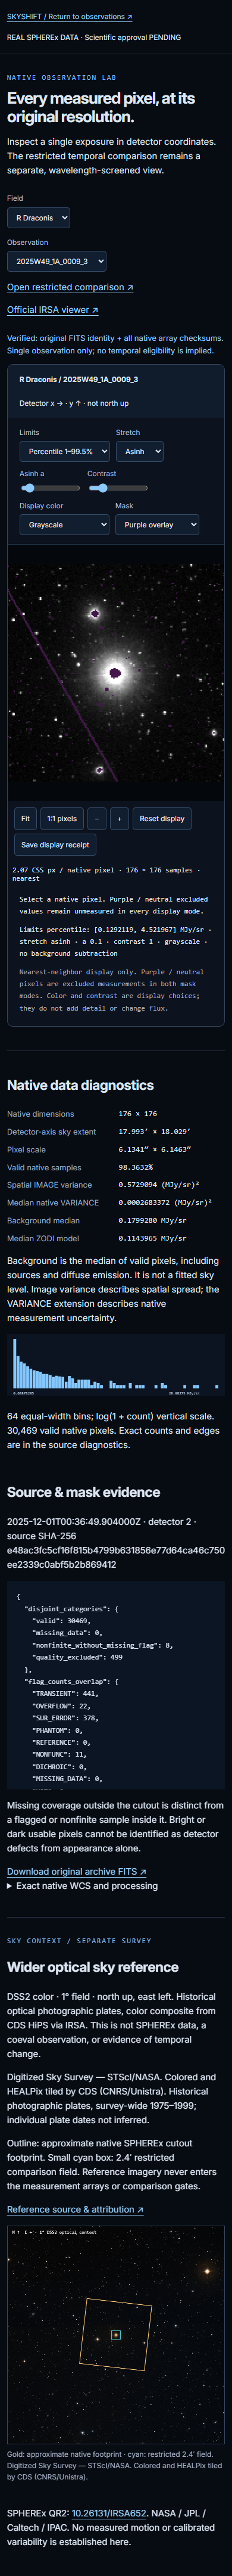 SKYSHIFT / Return to observations ↗
REAL SPHEREx DATA · Scientific approval PENDING
NATIVE OBSERVATION LAB
Every measured pixel, at its
original resolution.
Inspect a single exposure in detector coordinates.
The restricted temporal comparison remains a
separate, wavelength-screened view.
Field
R Draconis
Observation
2025W49_1A_0009_3
Open restricted comparison ↗
Official IRSA viewer ↗
Verified: original FITS identity + all native array checksums.
Single observation only; no temporal eligibility is implied.
R Draconis / 2025W49_1A_0009_3
Detector x → · y ↑ · not north up
Limits Stretch
Percentile 1–99.5% Asinh
Asinh a Contrast
Display color Mask
Grayscale Purple overlay
Fit 1:1 pixels − + Reset display
Save display receipt
2.07 CSS px / native pixel · 176 × 176 samples ·
nearest
Select a native pixel. Purple / neutral excluded
values remain unmeasured in every display mode.
Limits percentile: [0.1292119, 4.521967] MJy/sr ·
stretch asinh · a 0.1 · contrast 1 · grayscale ·
no background subtraction
Nearest-neighbor display only. Purple / neutral
pixels are excluded measurements in both mask
modes. Color and contrast are display choices;
they do not add detail or change flux.
Native data diagnostics
Native dimensions 176 × 176
Detector-axis sky extent 17.993′ × 18.029′
Pixel scale 6.1341″ × 6.1463″
Valid native samples 98.3632%
Spatial IMAGE variance 0.5729094 (MJy/sr)²
Median native VARIANCE 0.0002683372 (MJy/sr)²
Background median 0.1799280 MJy/sr
Median ZODI model 0.1143965 MJy/sr
Background is the median of valid pixels, including
sources and diffuse emission. It is not a fitted sky
level. Image variance describes spatial spread; the
VARIANCE extension describes native
measurement uncertainty.
64 equal-width bins; log(1 + count) vertical scale.
30,469 valid native pixels. Exact counts and edges
are in the source diagnostics.
Source & mask evidence
2025-12-01T00:36:49.904000Z · detector 2 ·
source SHA-256
e48ac3fc5cf16f815b4799b631856e77d64ca46c750
ee2339c0abf5b2b869412
{
"disjoint_categories": {
"valid": 30469,
"missing_data": 0,
"nonfinite_without_missing_flag": 8,
"quality_excluded": 499
},
"flag_counts_overlap": {
"TRANSIENT": 441,
"OVERFLOW": 22,
"SUR_ERROR": 378,
"PHANTOM": 0,
"REFERENCE": 0,
"NONFUNC": 11,
"DICHROIC": 0,
"MISSING_DATA": 0,
Missing coverage outside the cutout is distinct from
a flagged or nonfinite sample inside it. Bright or
dark usable pixels cannot be identified as detector
defects from appearance alone.
Download original archive FITS ↗
▶ Exact native WCS and processing
SKY CONTEXT / SEPARATE SURVEY
Wider optical sky reference
DSS2 color · 1° field · north up, east left. Historical
optical photographic plates, color composite from
CDS HiPS via IRSA. This is not SPHEREx data, a
coeval observation, or evidence of temporal
change.
Digitized Sky Survey — STScI/NASA. Colored and
HEALPix tiled by CDS (CNRS/Unistra). Historical
photographic plates, survey-wide 1975–1999;
individual plate dates not inferred.
Outline: approximate native SPHEREx cutout
footprint. Small cyan box: 2.4′ restricted
comparison field. Reference imagery never enters
the measurement arrays or comparison gates.
Reference source & attribution ↗
N ↑ E ← · 1° DSS2 optical context
Gold: approximate native footprint · cyan: restricted 2.4′ field.
Digitized Sky Survey — STScI/NASA. Colored and HEALPix tiled
by CDS (CNRS/Unistra).
SPHEREx QR2: 10.26131/IRSA652. NASA / JPL /
Caltech / IPAC. No measured motion or calibrated
variability is established here.